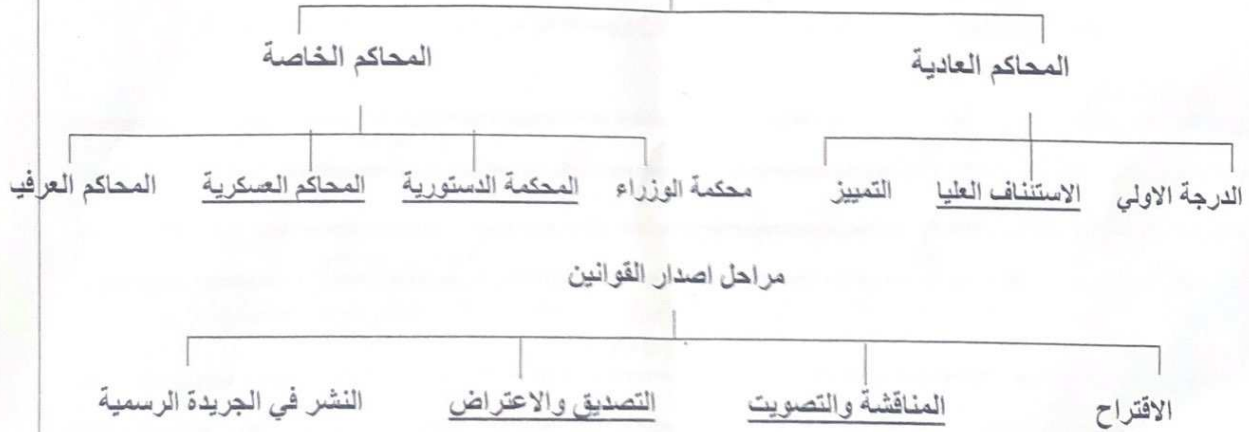 المحاكم العادية المحاكم الخاصة
الدرجة الاولي الاستئناف العليا التمييز محكمة الوزراء المحكمة الدستورية المحاكم العسكرية المحاكم العرفي
مراحل اصدار القوانين
الاقتراح المناقشة والتصويت التصديق والاعتراض النشر في الجريدة الرسمية